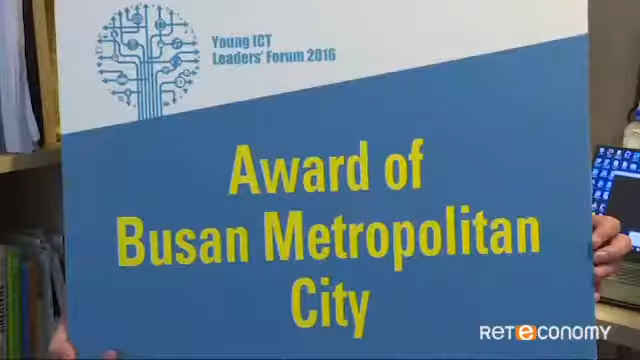 Young ICT
Leaders' Forum 2016
Award of
Busan Metropolitan
City
RETECONOMY